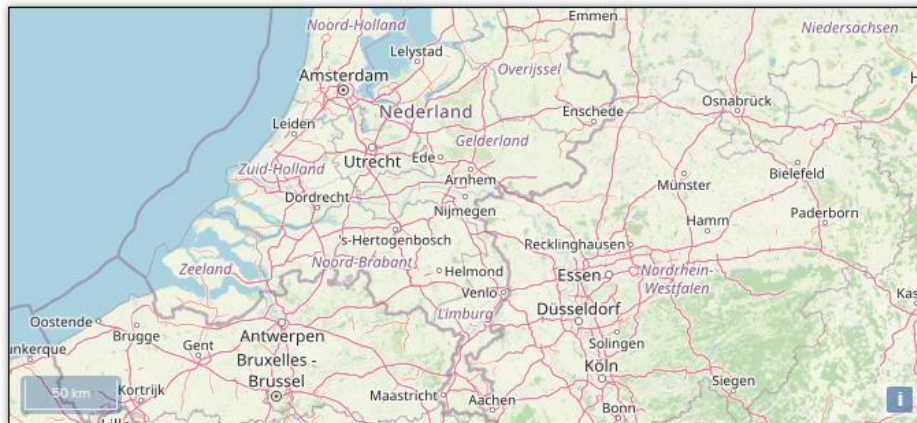 Noord-Holland
Emmen
Niedersachsen
Lelystad
Overijssel
Amsterdam
Nederland
Enschede
Osnabrück
Leiden
Gelderland
Utrecht
Ede
Zuid-Holland
Arnhem
Münster
Bielefeld
Dordrecht
Nijmegen
Hamm
Paderborn
's-Hertogenbosch
Recklinghausen
Zeeland
Noord-Brabant
Helmond
Essen
Nordrhein-
Westfalen
Venlo
Limburg
Düsseldorf
Oostende
Brugge
Antwerpen
Solingen
Gent
Bruxelles -
Brussel
Köln
50 km
Kortrijk
Maastricht
Aachen
Siegen
Bonn
i